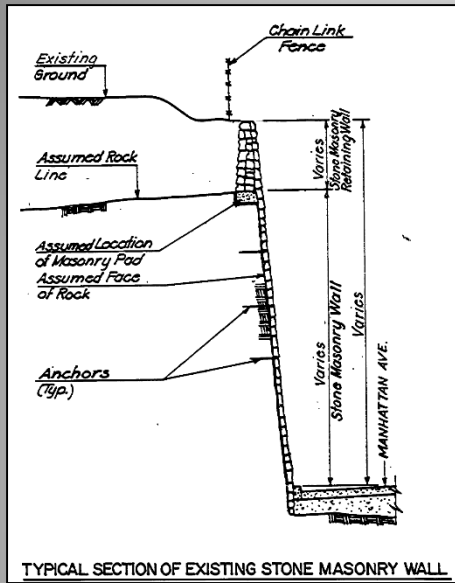 Chain Link
Fence
Existing
Ground
Varies
Stone Masonry
Retaining Wall
Assumed Rock
Line
Assumed Location
of Masonry Pad
Assumed Face
of Rock
Anchors
(Typ.)
Varies
Stone Masonry Wall
Varies
MANHATTAN AVE.
TYPICAL SECTION OF EXISTING STONE MASONRY WALL